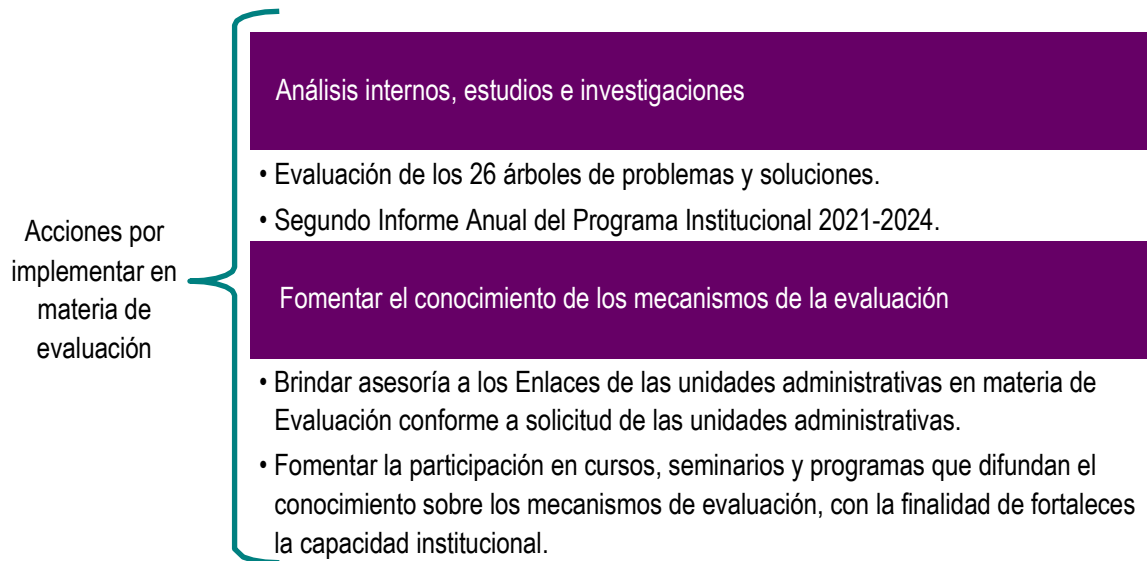 Acciones por
implementar en
materia de
evaluación
Análisis internos, estudios e investigaciones
• Evaluación de los 26 árboles de problemas y soluciones.
• Segundo Informe Anual del Programa Institucional 2021-2024.
Fomentar el conocimiento de los mecanismos de la evaluación
• Brindar asesoría a los Enlaces de las unidades administrativas en materia de
Evaluación conforme a solicitud de las unidades administrativas.
• Fomentar la participación en cursos, seminarios y programas que difundan el
conocimiento sobre los mecanismos de evaluación, con la finalidad de fortaleces
la capacidad institucional.